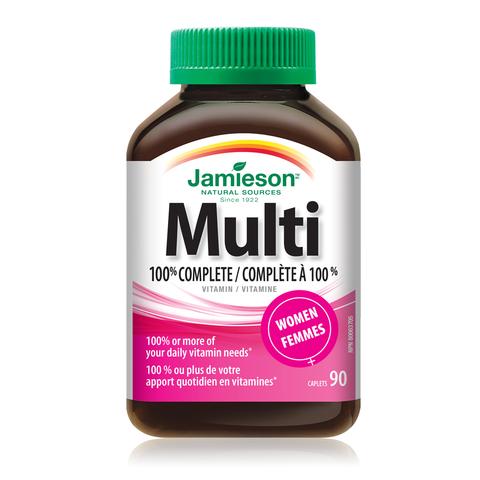 Jamieson™
NATURAL SOURCES
Since 1922
Multi
100% COMPLETE / COMPLÈTE À 100%
VITAMIN / VITAMINE
WOMEN
FEMMES
100% or more of
your daily vitamin needs*
100 % ou plus de votre
apport quotidien en vitamines*
+
CAPLETS 90